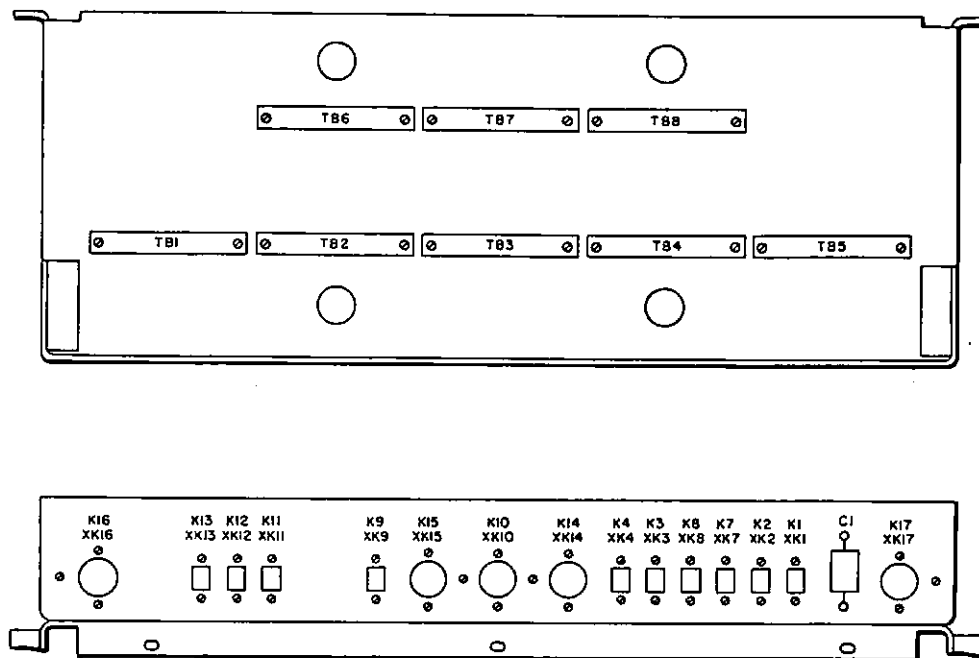 TB6 TB7 TB8
TB1 TB2 TB3 TB4 TB5
K16 K13 K12 K11 K9 K15 K10 K14 K4 K3 K8 K7 K2 K1 C1 K17
XK16 XK13 XK12 XK11 XK9 XK15 XK10 XK14 XK4 XK3 XK8 XK7 XK2 XK1 XK17